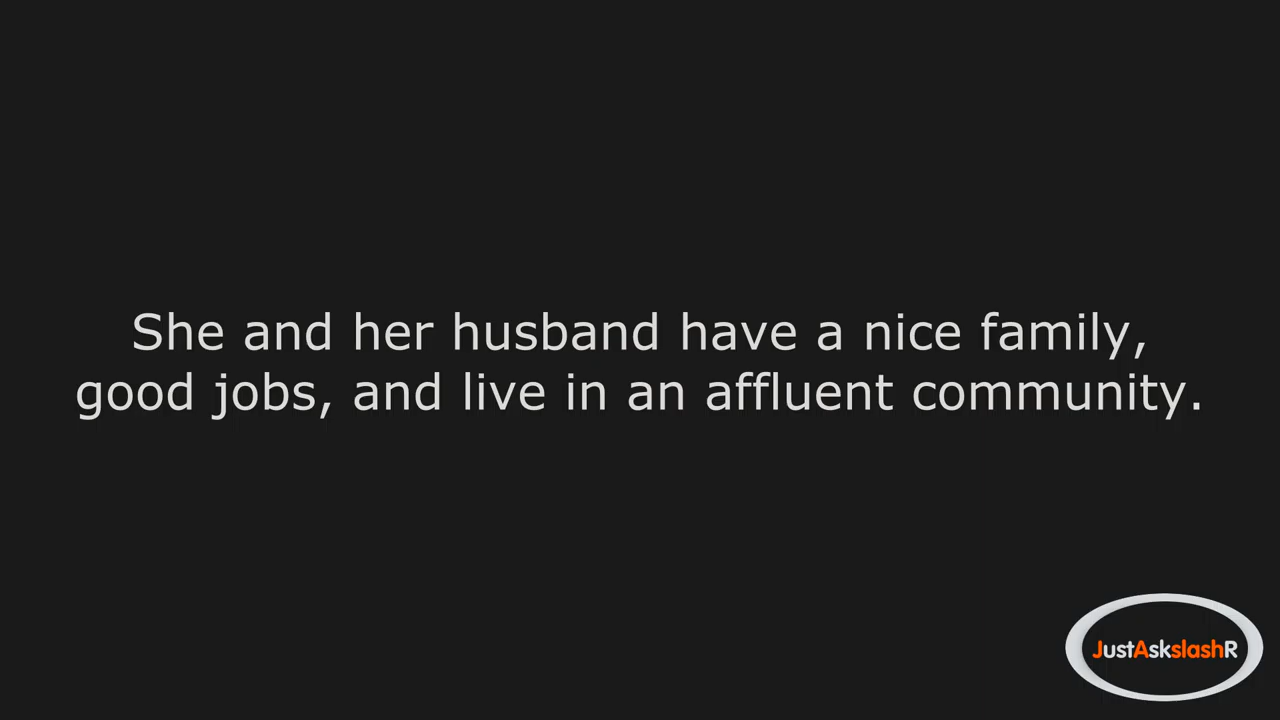 She and her husband have a nice family,
good jobs, and live in an affluent community.
JustAskslashR